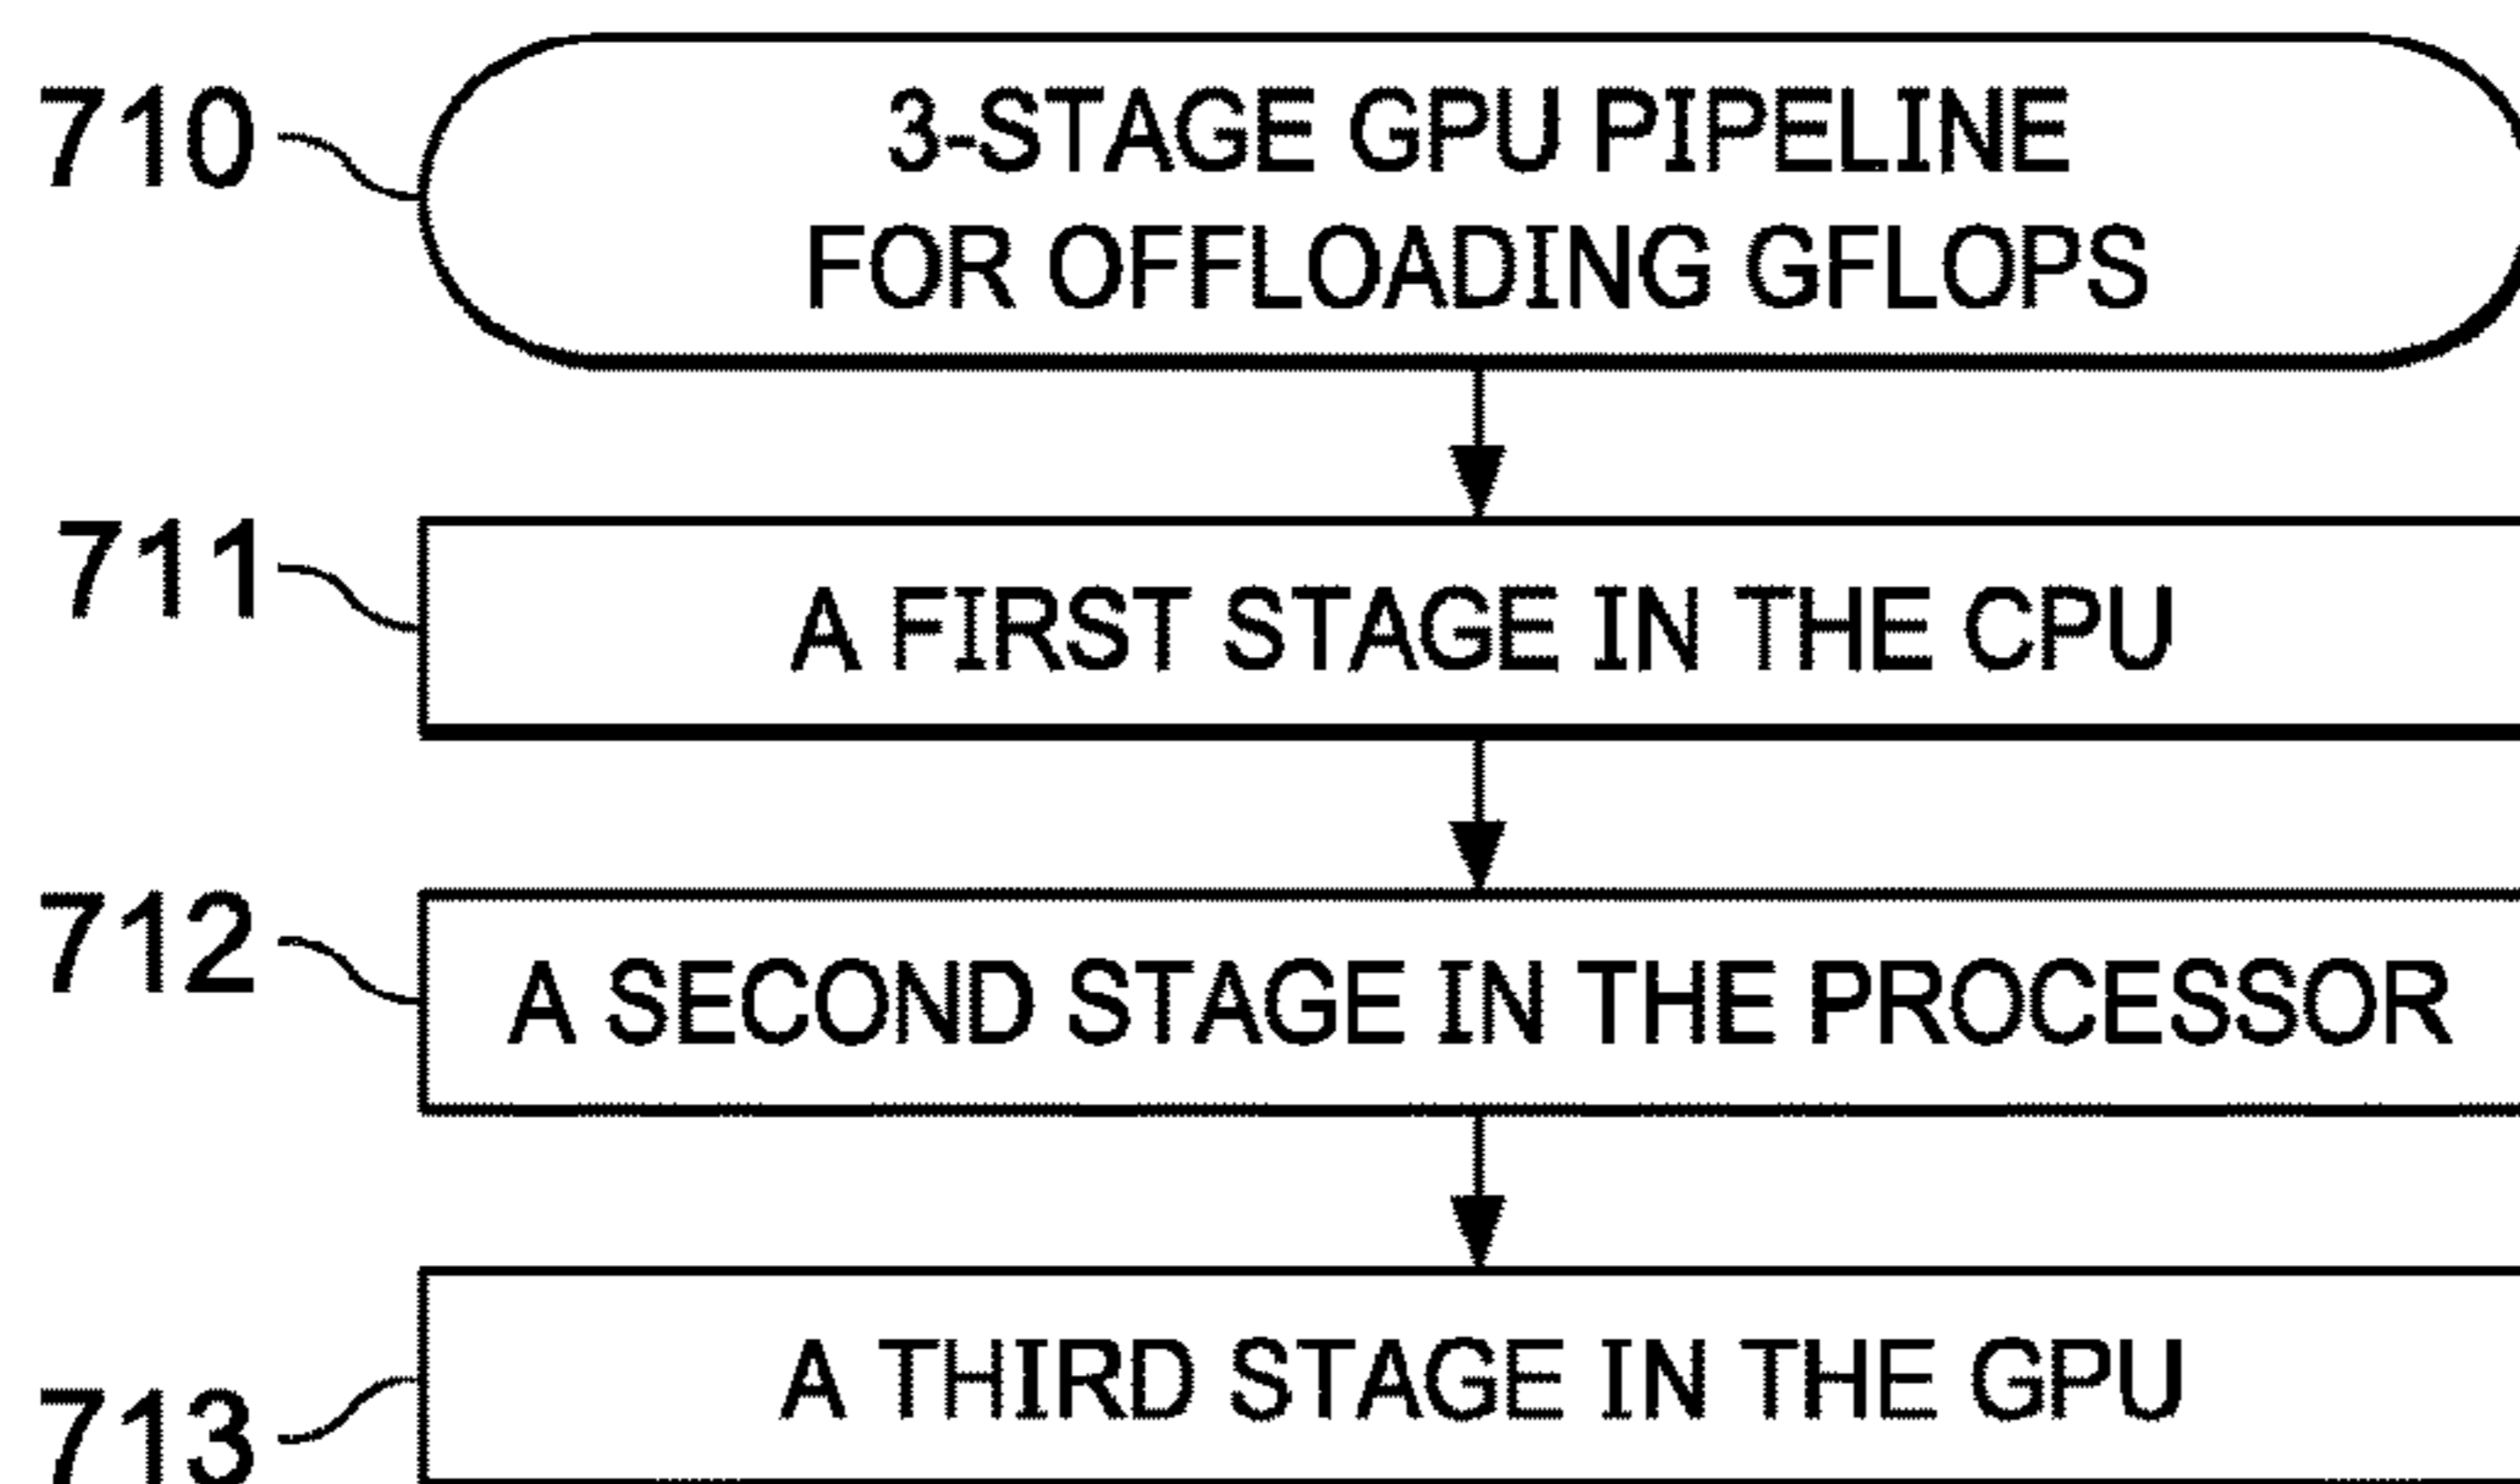 710
3-STAGE GPU PIPELINE
FOR OFFLOADING GFLOPS
711
A FIRST STAGE IN THE CPU
712
A SECOND STAGE IN THE PROCESSOR
713
A THIRD STAGE IN THE GPU